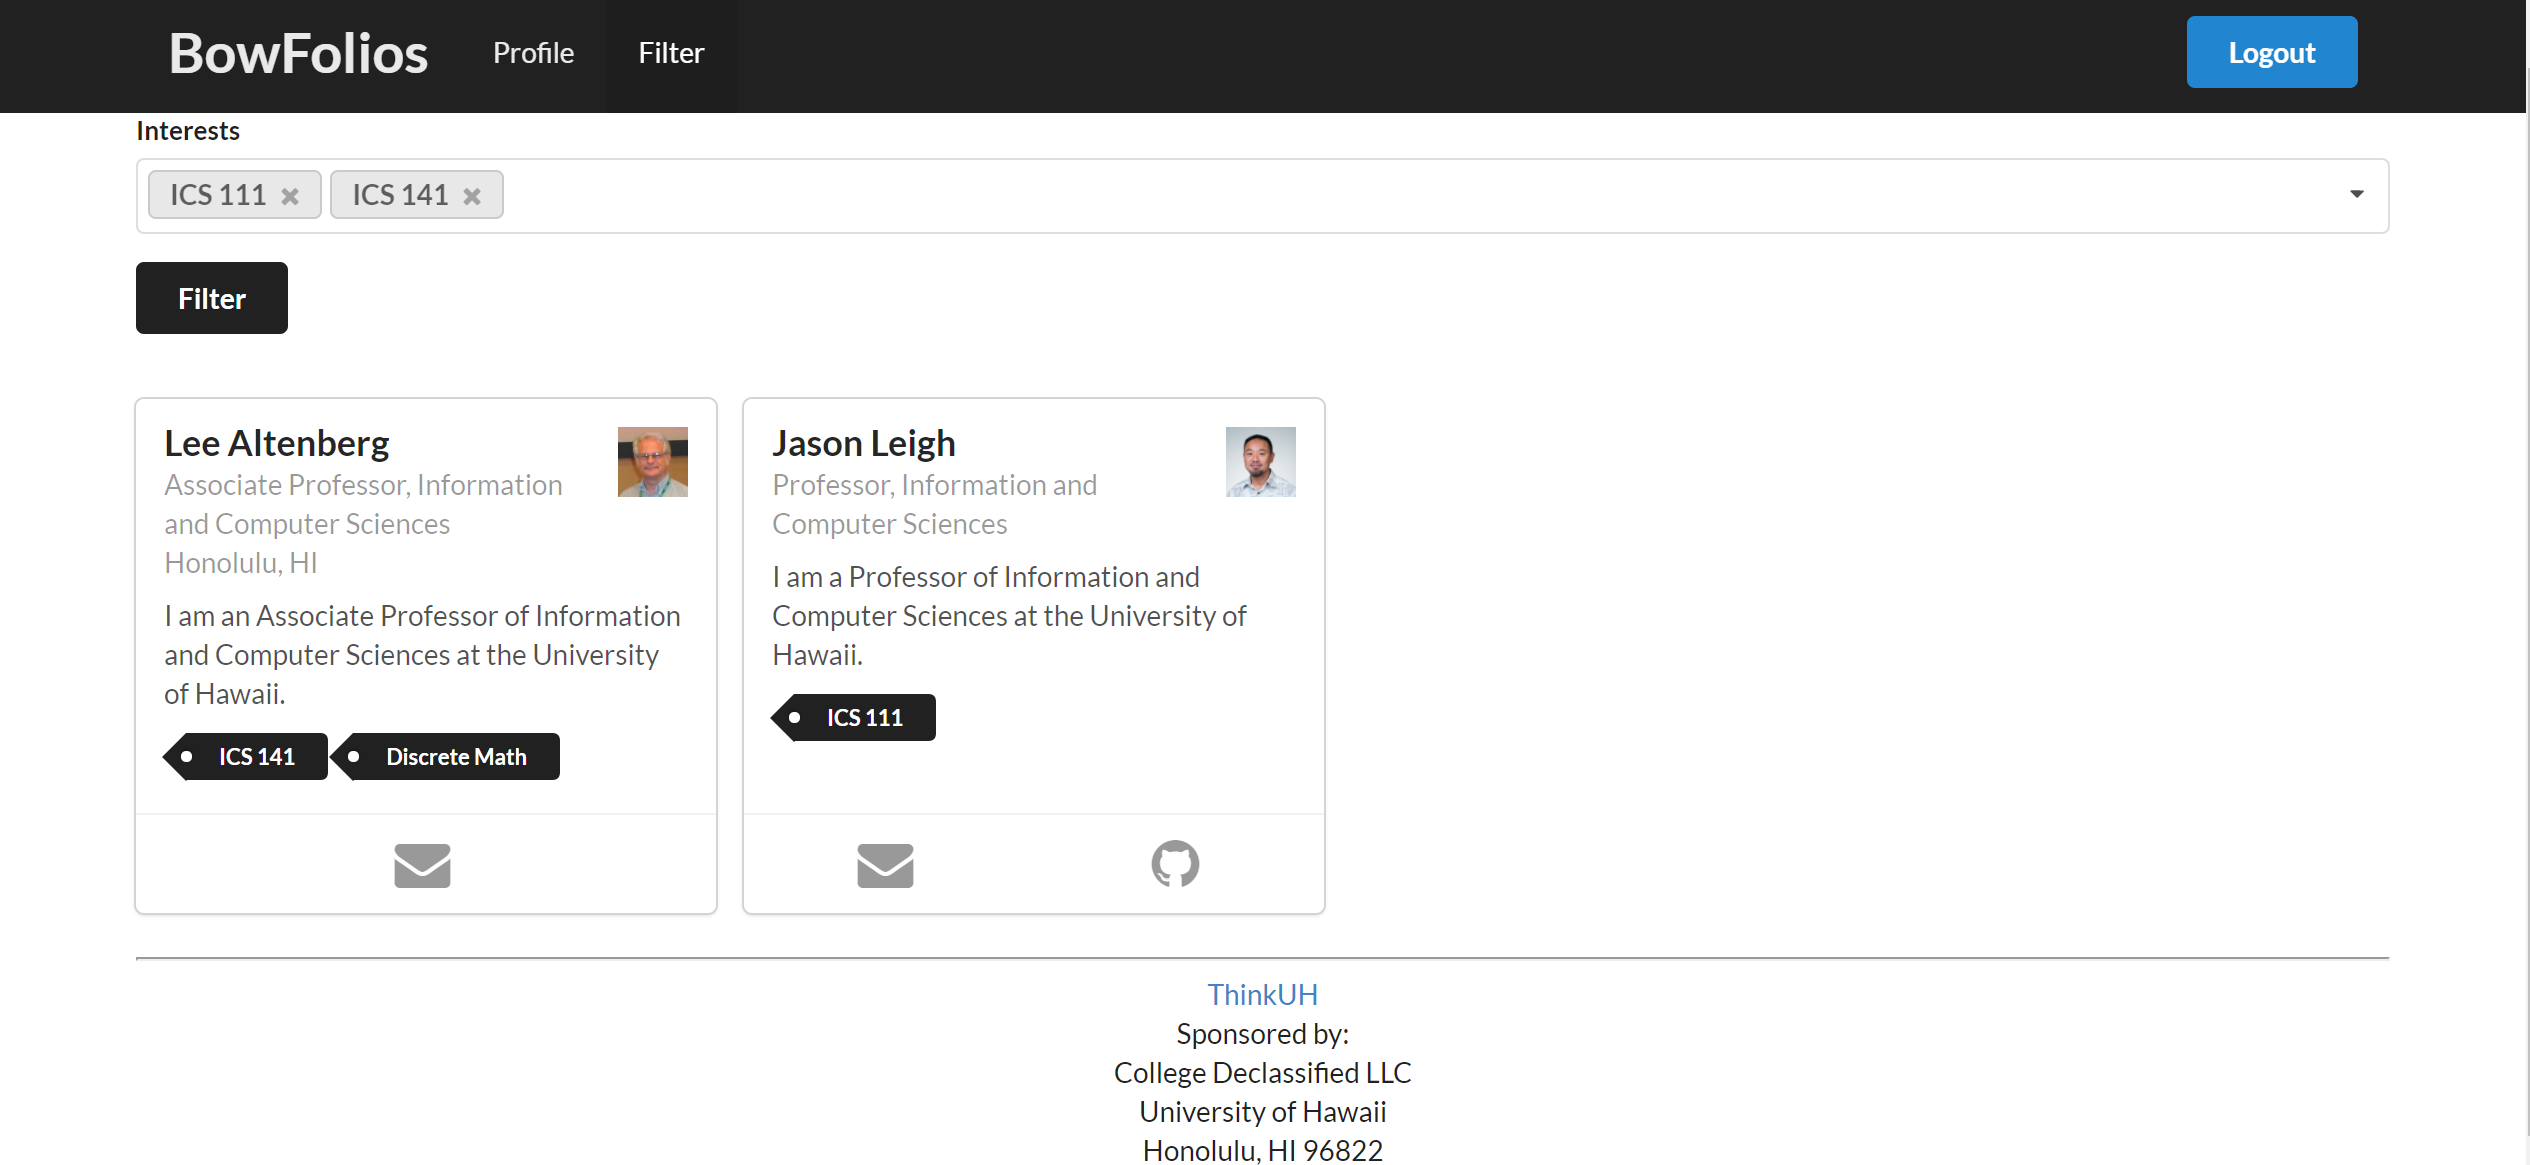 BowFolios Profile Filter Logout
Interests
ICS 111 ICS 141
Filter
Lee Altenberg
Associate Professor, Information
and Computer Sciences
Honolulu, HI
I am an Associate Professor of Information
and Computer Sciences at the University
of Hawaii.
ICS 141 Discrete Math
Jason Leigh
Professor, Information and
Computer Sciences
I am a Professor of Information and
Computer Sciences at the University of
Hawaii.
ICS 111
ThinkUH
Sponsored by:
College Declassified LLC
University of Hawaii
Honolulu, HI 96822